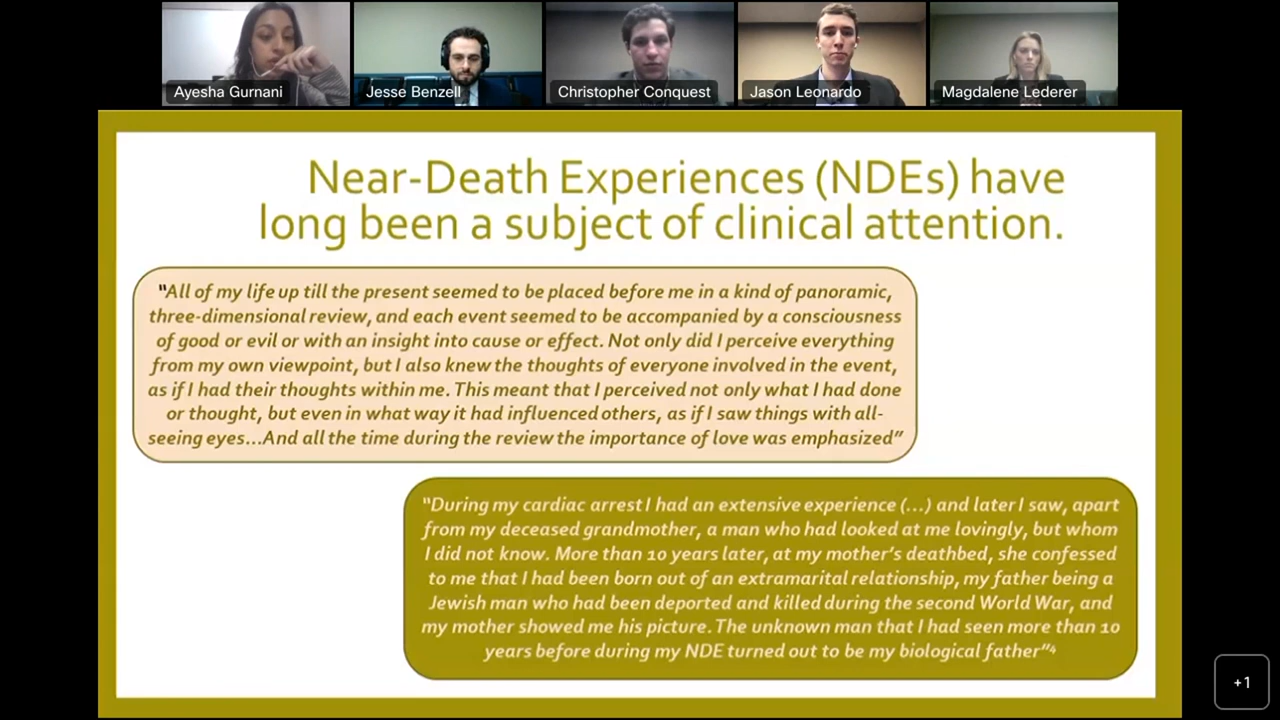 Ayesha Gurnani
Jesse Benzell
Christopher Conquest
Jason Leonardo
Magdalene Lederer
Near-Death Experiences (NDEs) have
long been a subject of clinical attention.
“All of my life up till the present seemed to be placed before me in a kind of panoramic,
three-dimensional review, and each event seemed to be accompanied by a consciousness
of good or evil or with an insight into cause or effect. Not only did I perceive everything
from my own viewpoint, but I also knew the thoughts of everyone involved in the event,
as if I had their thoughts within me. This meant that I perceived not only what I had done
or thought, but even in what way it had influenced others, as if I saw things with all-
seeing eyes...And all the time during the review the importance of love was emphasized”
“During my cardiac arrest I had an extensive experience (...) and later I saw, apart
from my deceased grandmother, a man who had looked at me lovingly, but whom
I did not know. More than 10 years later, at my mother's deathbed, she confessed
to me that I had been born out of an extramarital relationship, my father being a
Jewish man who had been deported and killed during the second World War, and
my mother showed me his picture. The unknown man that I had seen more than 10
years before during my NDE turned out to be my biological father”⁴
+1